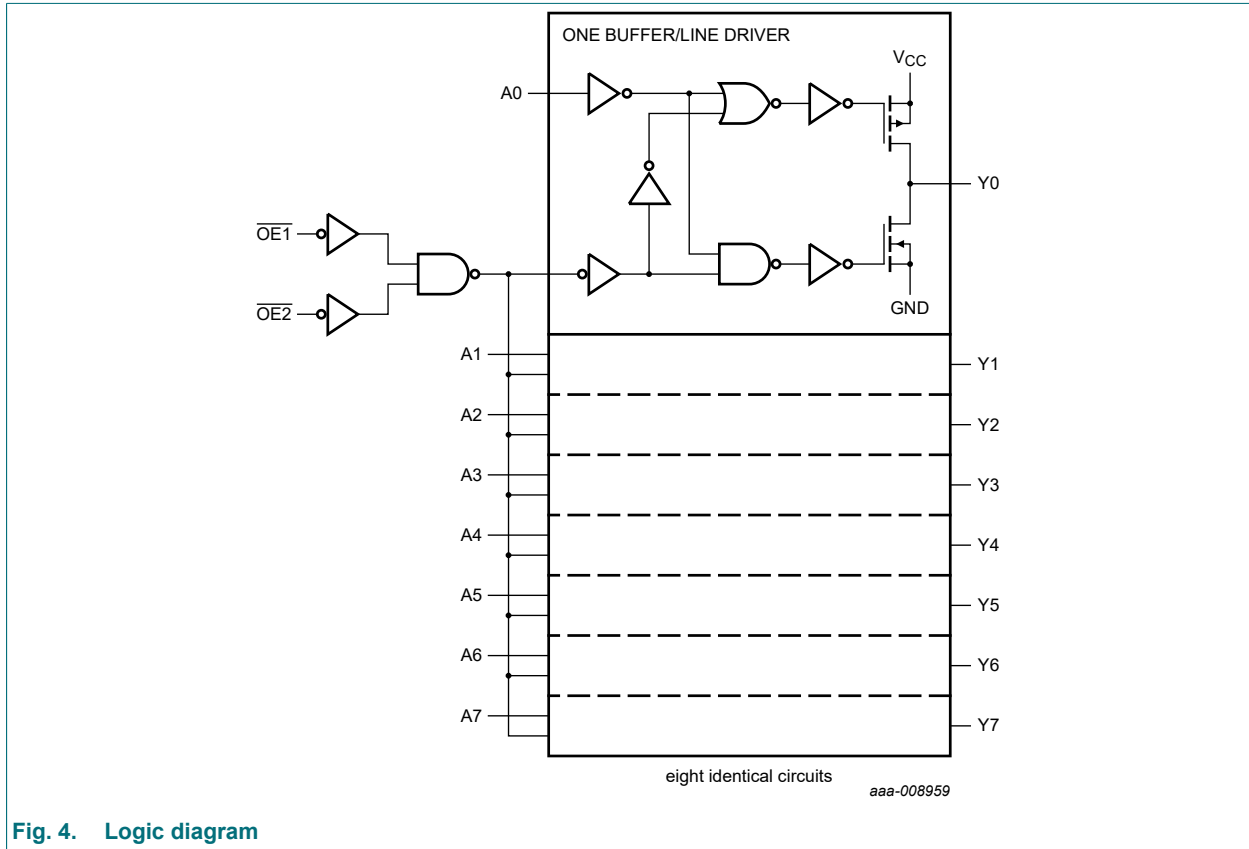 ONE BUFFER/LINE DRIVER
VCC
A0
Y0
OE1
OE2
GND
A1
Y1
A2
Y2
A3
Y3
A4
Y4
A5
Y5
A6
Y6
A7
Y7
eight identical circuits
aaa-008959
Fig. 4. Logic diagram